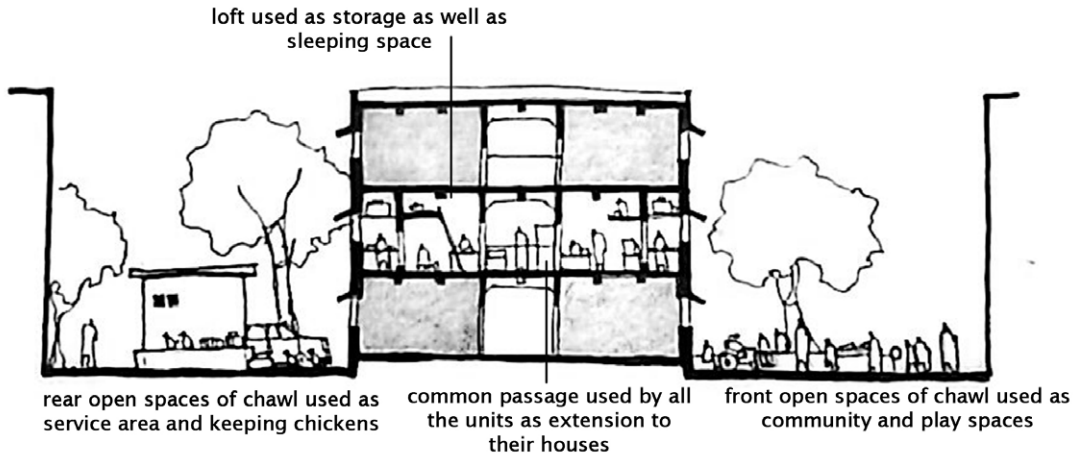 loft used as storage as well as
sleeping space
rear open spaces of chawl used as
service area and keeping chickens
common passage used by all
the units as extension to
their houses
front open spaces of chawl used as
community and play spaces